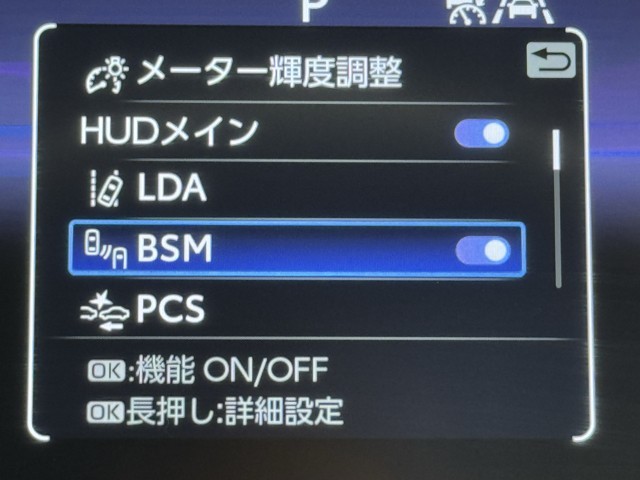 P
メーター輝度調整
HUDメイン
LDA
BSM
PCS
OK:機能 ON/OFF
OK長押し:詳細設定